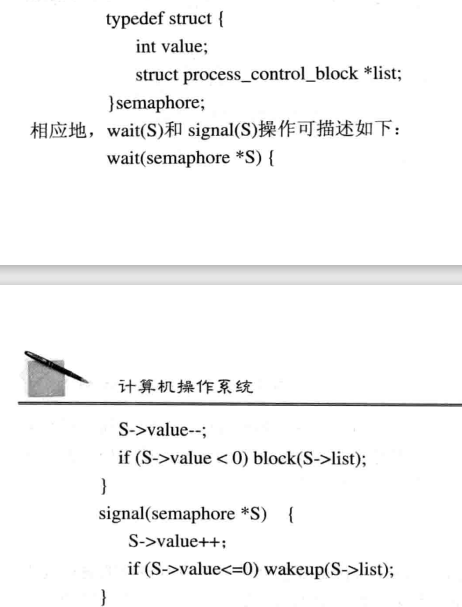 typedef struct {
int value;
struct process_control_block *list;
}semaphore;
相应地，wait(S)和 signal(S)操作可描述如下：
wait(semaphore *S) {
计算机操作系统
S->value--;
if (S->value < 0) block(S->list);
}
signal(semaphore *S) {
S->value++;
if (S->value<=0) wakeup(S->list);
}